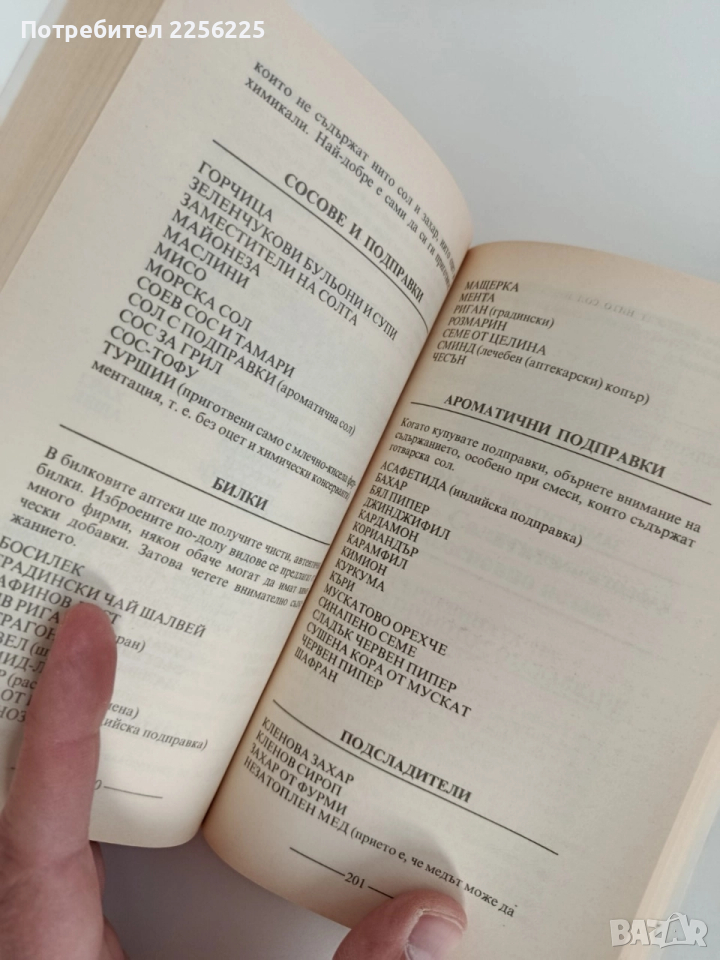 Потребител 2256225
които не съдържат нито сол и захар, нито
химикали. Най-добре е сами да си ги
СОСОВЕ И ПОДПРАВКИ
ГОРЧИЦА
ЗЕЛЕНЧУКОВИ БУЛЬОНИ И СУПИ
ЗАМЕСТИТЕЛИ НА СОЛТА
МАЙОНЕЗА
МАСЛИНИ
МИСО
МОРСКА СОЛ
СОЕВ СОС И ТАМАРИ
СОЛ С ПОДПРАВКИ (ароматична сол)
СОС ЗА ГРИЛ
СОС-ТОФУ
ТУРШИИ (приготвени само с млечно-кисела фер-
ментация, т. е. без оцет и химически консерванти)
БИЛКИ
В билковите аптеки ще получите чисти,
билки. Изброените по-долу видове се предлагат
много фирми, някои обаче могат да имат
чески добавки. Затова четете внимателно
жанието.
БОСИЛЕК
ГРАДИНСКИ ЧАЙ ШАЛВЕЙ
подправка)
МАЩЕРКА
МЕНТА
РИГАН (градински)
РОЗМАРИН
СЕМЕ ОТ ЦЕЛИНА
СМИНД (лечебен (аптекарски) копър)
ЧЕСЪН
АРОМАТИЧНИ ПОДПРАВКИ
Когато купувате подправки, обърнете внимание на
съдържанието, особено при смеси, които съдържат
готварска сол.
АСАФЕТИДА (индийска подправка)
БАХАР
БЯЛ ПИПЕР
ДЖИНДЖИФИЛ
КАРДАМОН
КОРИАНДЪР
КАРАМФИЛ
КИМИОН
КУРКУМА
КЪРИ
МУСКАТОВО ОРЕХЧЕ
СИНАПЕНО СЕМЕ
СЛАДЪК ЧЕРВЕН ПИПЕР
СУШЕНА КОРА ОТ МУСКАТ
ЧЕРВЕН ПИПЕР
ШАФРАН
ПОДСЛАДИТЕЛИ
КЛЕНОВА ЗАХАР
КЛЕНОВ СИРОП
ЗАХАР ОТ ФУРМИ
НЕЗАТОПЛЕН МЕД (прието е, че медът може да
201
BAZAR